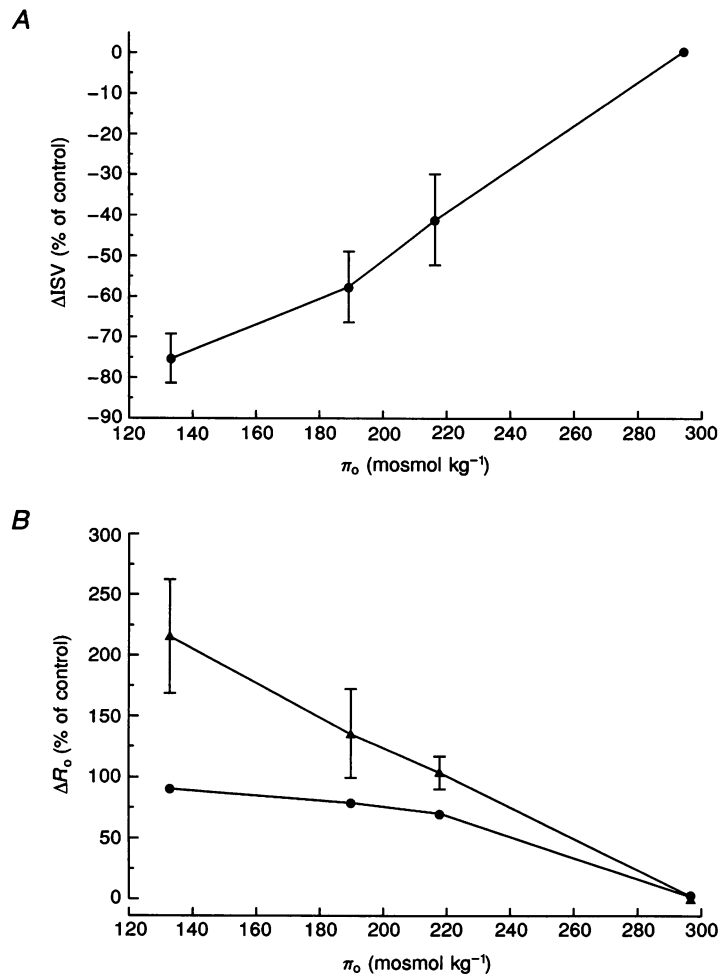 A
0
−10
−20
−30
−40
−50
−60
−70
−80
−90
ΔISV (% of control)
120 140 160 180 200 220 240 260 280 300
πo (mosmol kg−1)
B
300
250
200
150
100
50
0
ΔRo (% of control)
120 140 160 180 200 220 240 260 280 300
πo (mosmol kg−1)